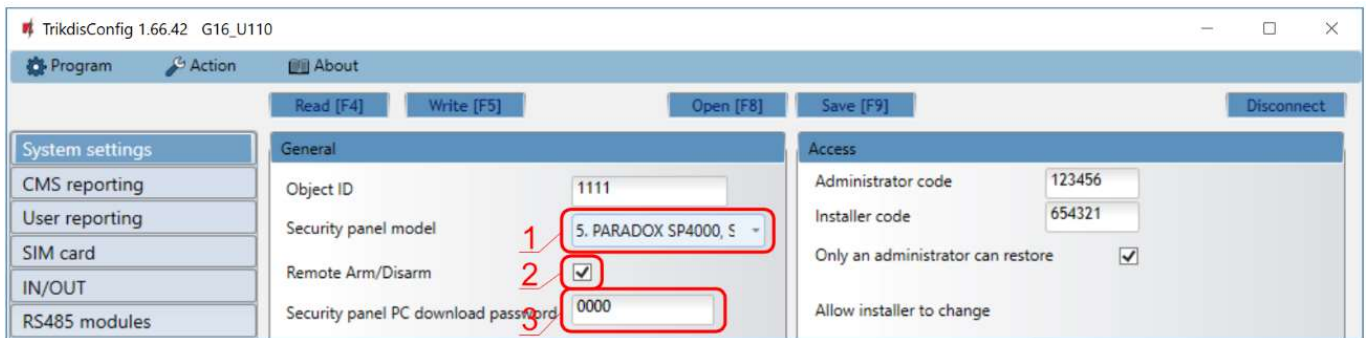 TrikdisConfig 1.66.42 G16_U110
Program Action About
Read [F4] Write [F5] Open [F8] Save [F9] Disconnect
System settings
CMS reporting
User reporting
SIM card
IN/OUT
RS485 modules
General
Object ID 1111
Security panel model 1 5. PARADOX SP4000, S
Remote Arm/Disarm 2
Security panel PC download password 3 0000
Access
Administrator code 123456
Installer code 654321
Only an administrator can restore
Allow installer to change